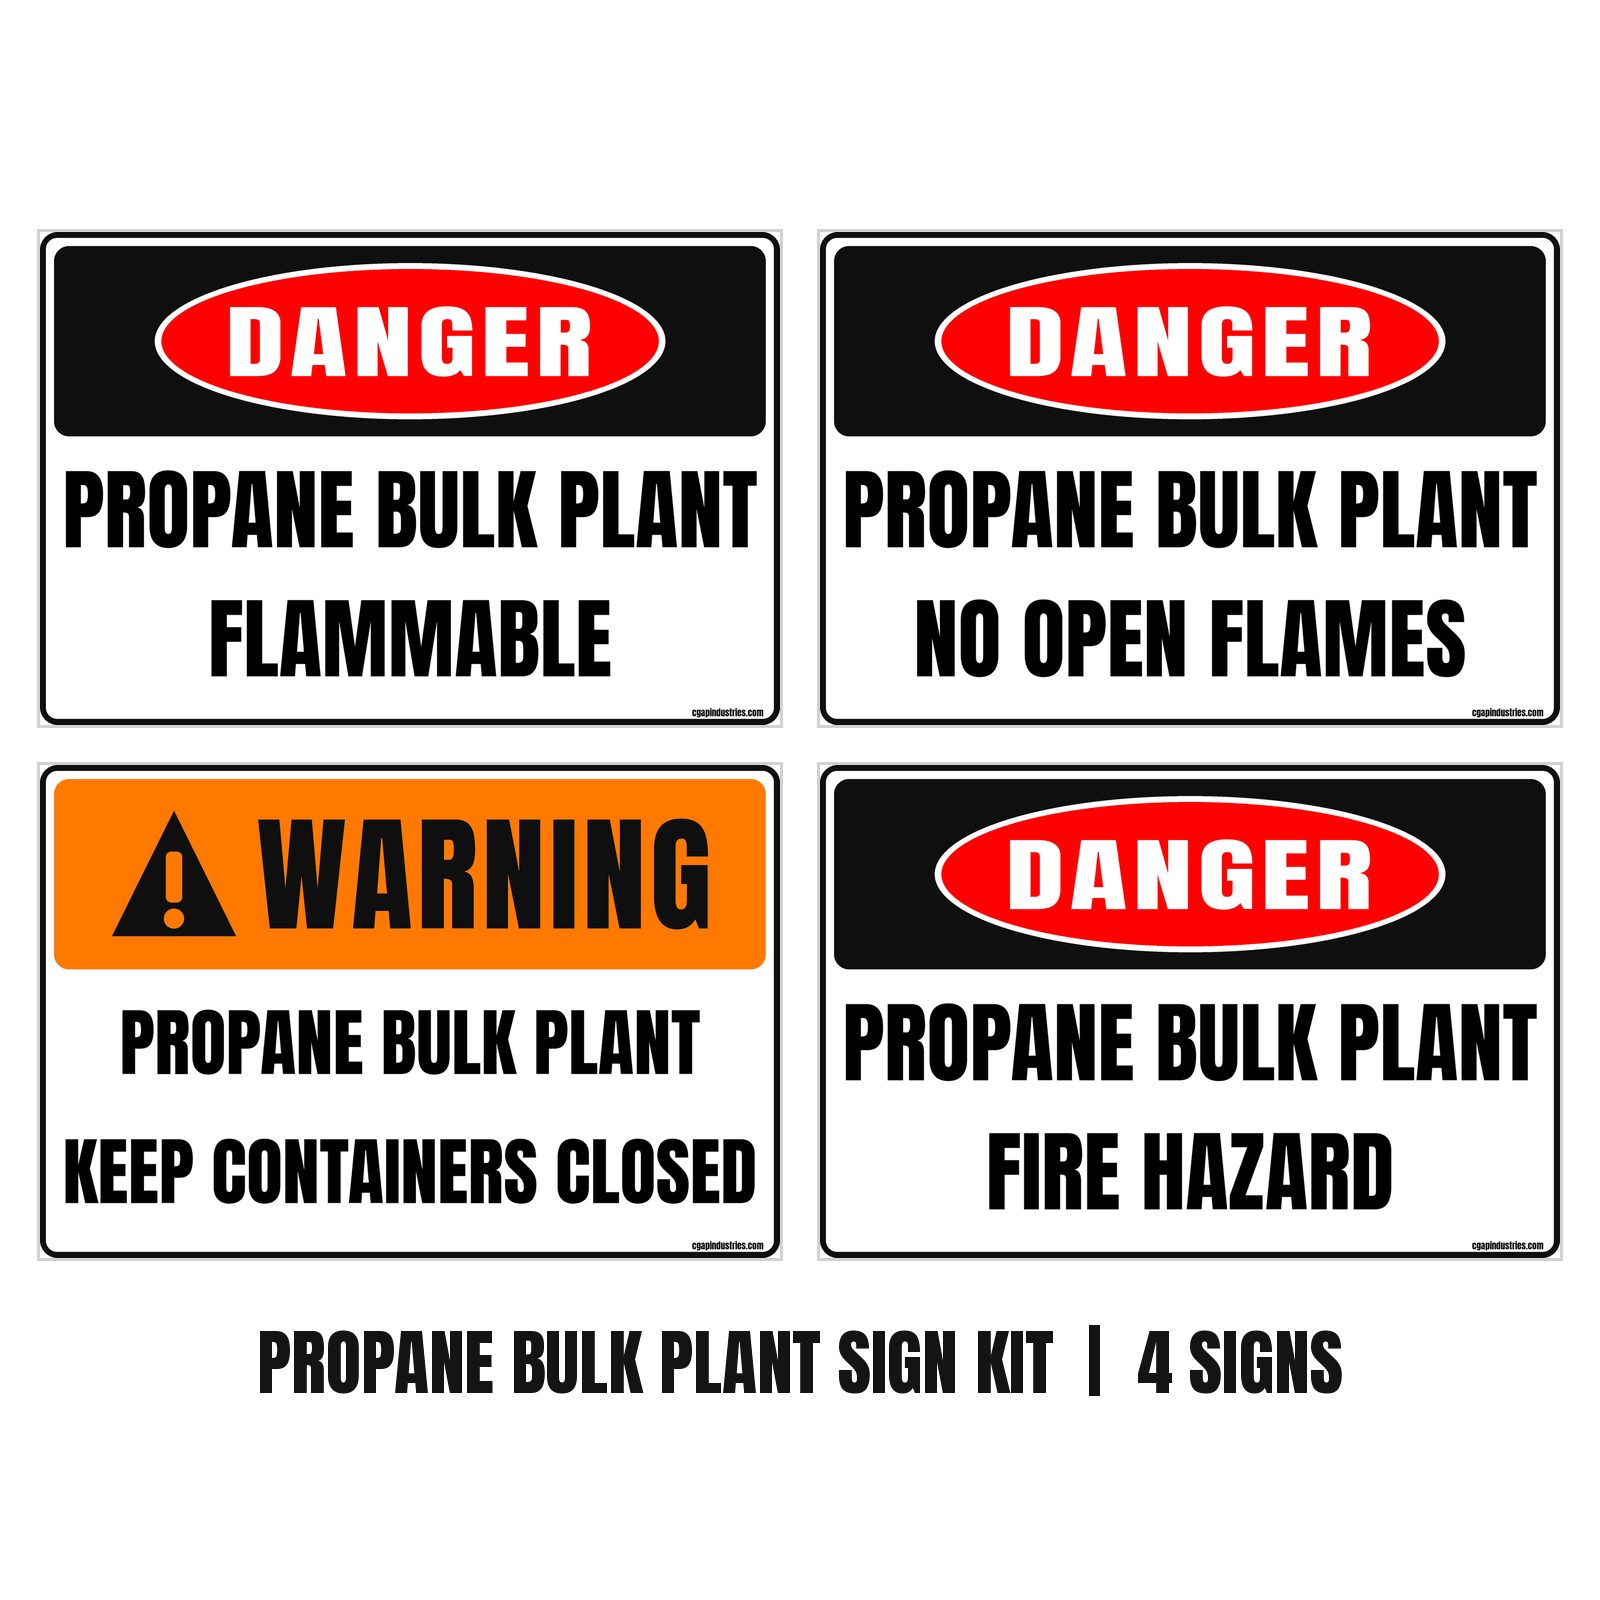 DANGER
PROPANE BULK PLANT
FLAMMABLE
cgapindustries.com
DANGER
PROPANE BULK PLANT
NO OPEN FLAMES
cgapindustries.com
WARNING
PROPANE BULK PLANT
KEEP CONTAINERS CLOSED
cgapindustries.com
DANGER
PROPANE BULK PLANT
FIRE HAZARD
cgapindustries.com
PROPANE BULK PLANT SIGN KIT | 4 SIGNS